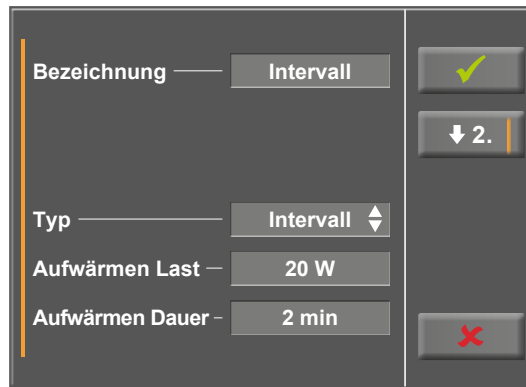 Bezeichnung Intervall
2.
Typ Intervall
Aufwärmen Last 20 W
Aufwärmen Dauer 2 min